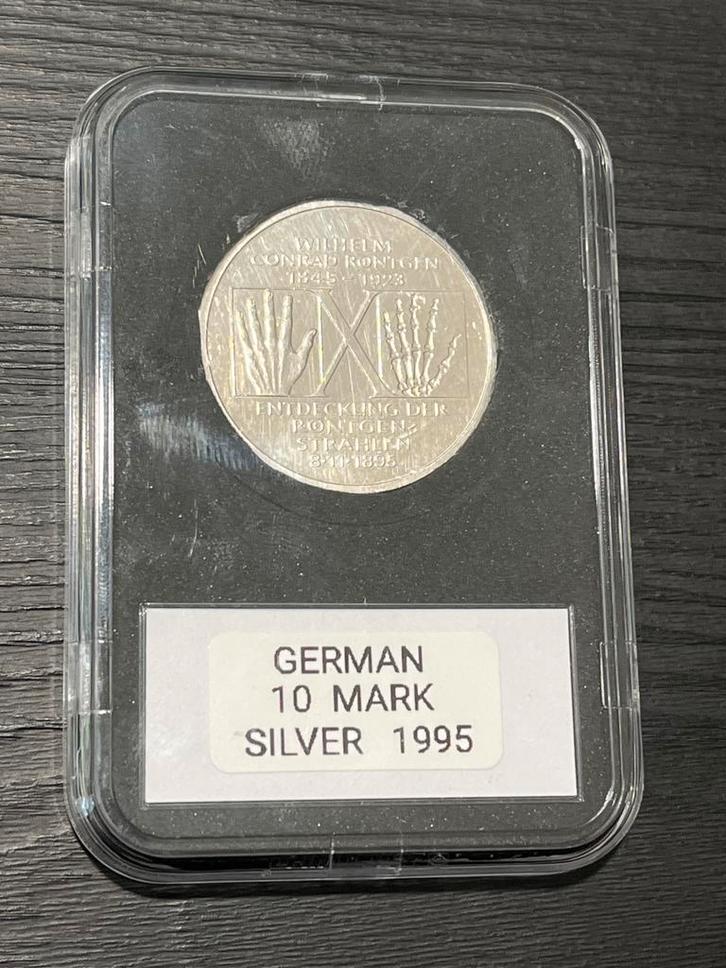 WILHELM
CONRAD RÖNTGEN
1845–1923
X
ENTDECKUNG DER
RÖNTGEN-
STRAHLEN
8·11·1895
GERMAN
10 MARK
SILVER 1995